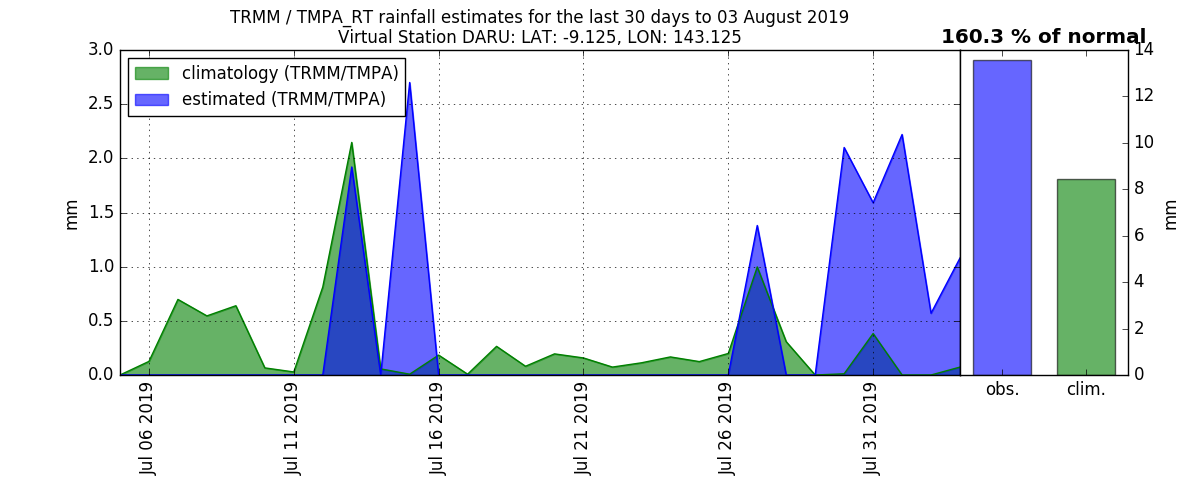 TRMM / TMPA_RT rainfall estimates for the last 30 days to 03 August 2019
Virtual Station DARU: LAT: -9.125, LON: 143.125
160.3 % of normal
climatology (TRMM/TMPA)
estimated (TRMM/TMPA)
3.0
2.5
2.0
1.5
1.0
0.5
0.0
mm
Jul 06 2019
Jul 11 2019
Jul 16 2019
Jul 21 2019
Jul 26 2019
Jul 31 2019
obs.
clim.
14
12
10
8
6
4
2
0
mm